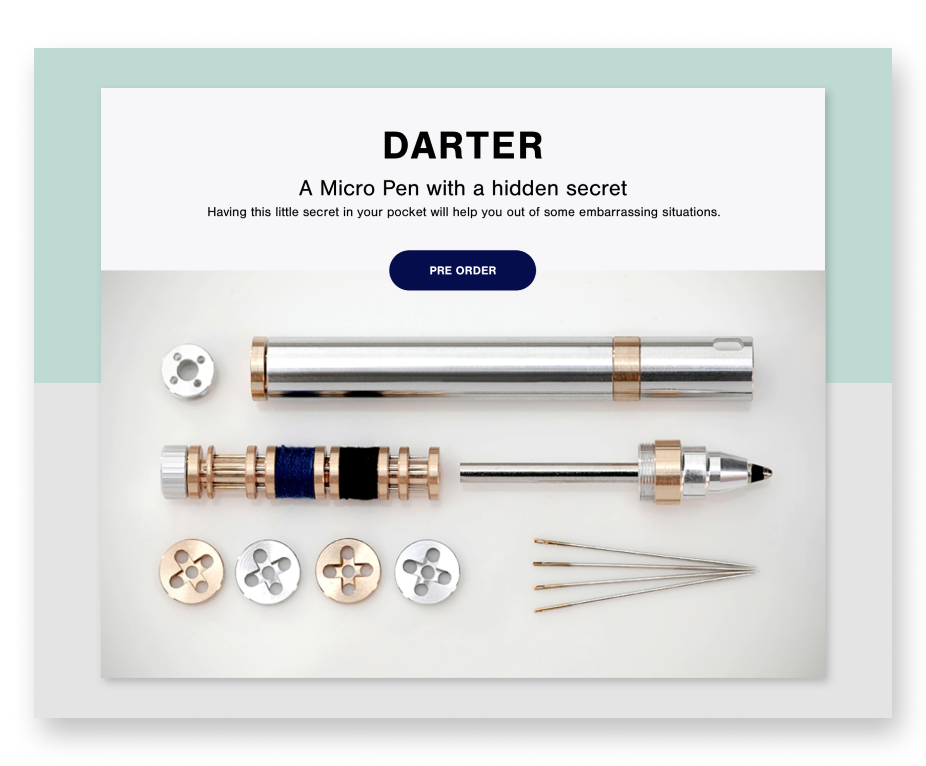 DARTER
A Micro Pen with a hidden secret
Having this little secret in your pocket will help you out of some embarrassing situations.
PRE ORDER